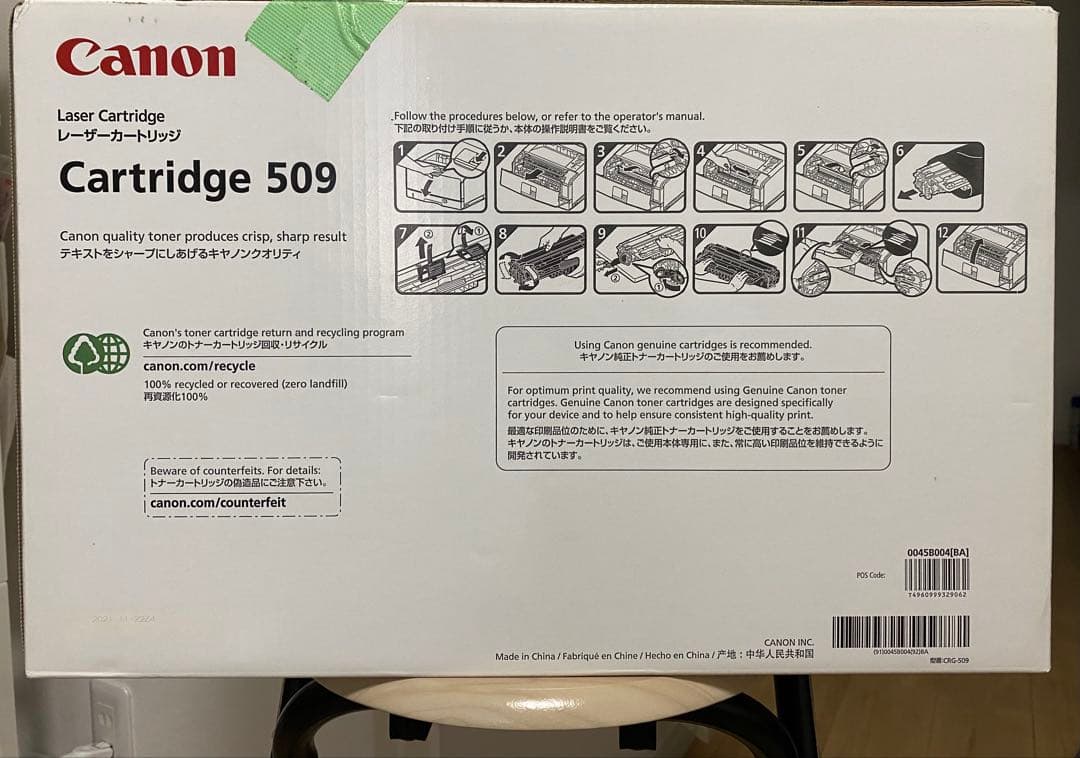 Canon
Laser Cartridge
レーザーカートリッジ
Cartridge 509
Canon quality toner produces crisp, sharp result
テキストをシャープにしあげるキヤノンクオリティ
Follow the procedures below, or refer to the operator's manual.
下記の取り付け手順に従うか、本体の操作説明書をご覧ください。
1 2 3 4 5 6
7 ② ① 8 9 ② ① 10 11 12
Canon's toner cartridge return and recycling program
キヤノンのトナーカートリッジ回収・リサイクル
canon.com/recycle
100% recycled or recovered (zero landfill)
再資源化100%
Using Canon genuine cartridges is recommended.
キヤノン純正トナーカートリッジのご使用をお薦めします。
For optimum print quality, we recommend using Genuine Canon toner
cartridges. Genuine Canon toner cartridges are designed specifically
for your device and to help ensure consistent high-quality print.
最適な印刷品位のために、キヤノン純正トナーカートリッジをご使用することをお薦めします。
キヤノンのトナーカートリッジは、ご使用本体専用に、また、常に高い印刷品位を維持できるように
開発されています。
Beware of counterfeits. For details:
トナーカートリッジの偽造品にご注意下さい。
canon.com/counterfeit
0045B004[BA]
POS Code:
T4960999329062
CANON INC.
Made in China / Fabriqué en Chine / Hecho en China / 产地：中华人民共和国
(91)0045B004(92)BA
型番:CRG-509